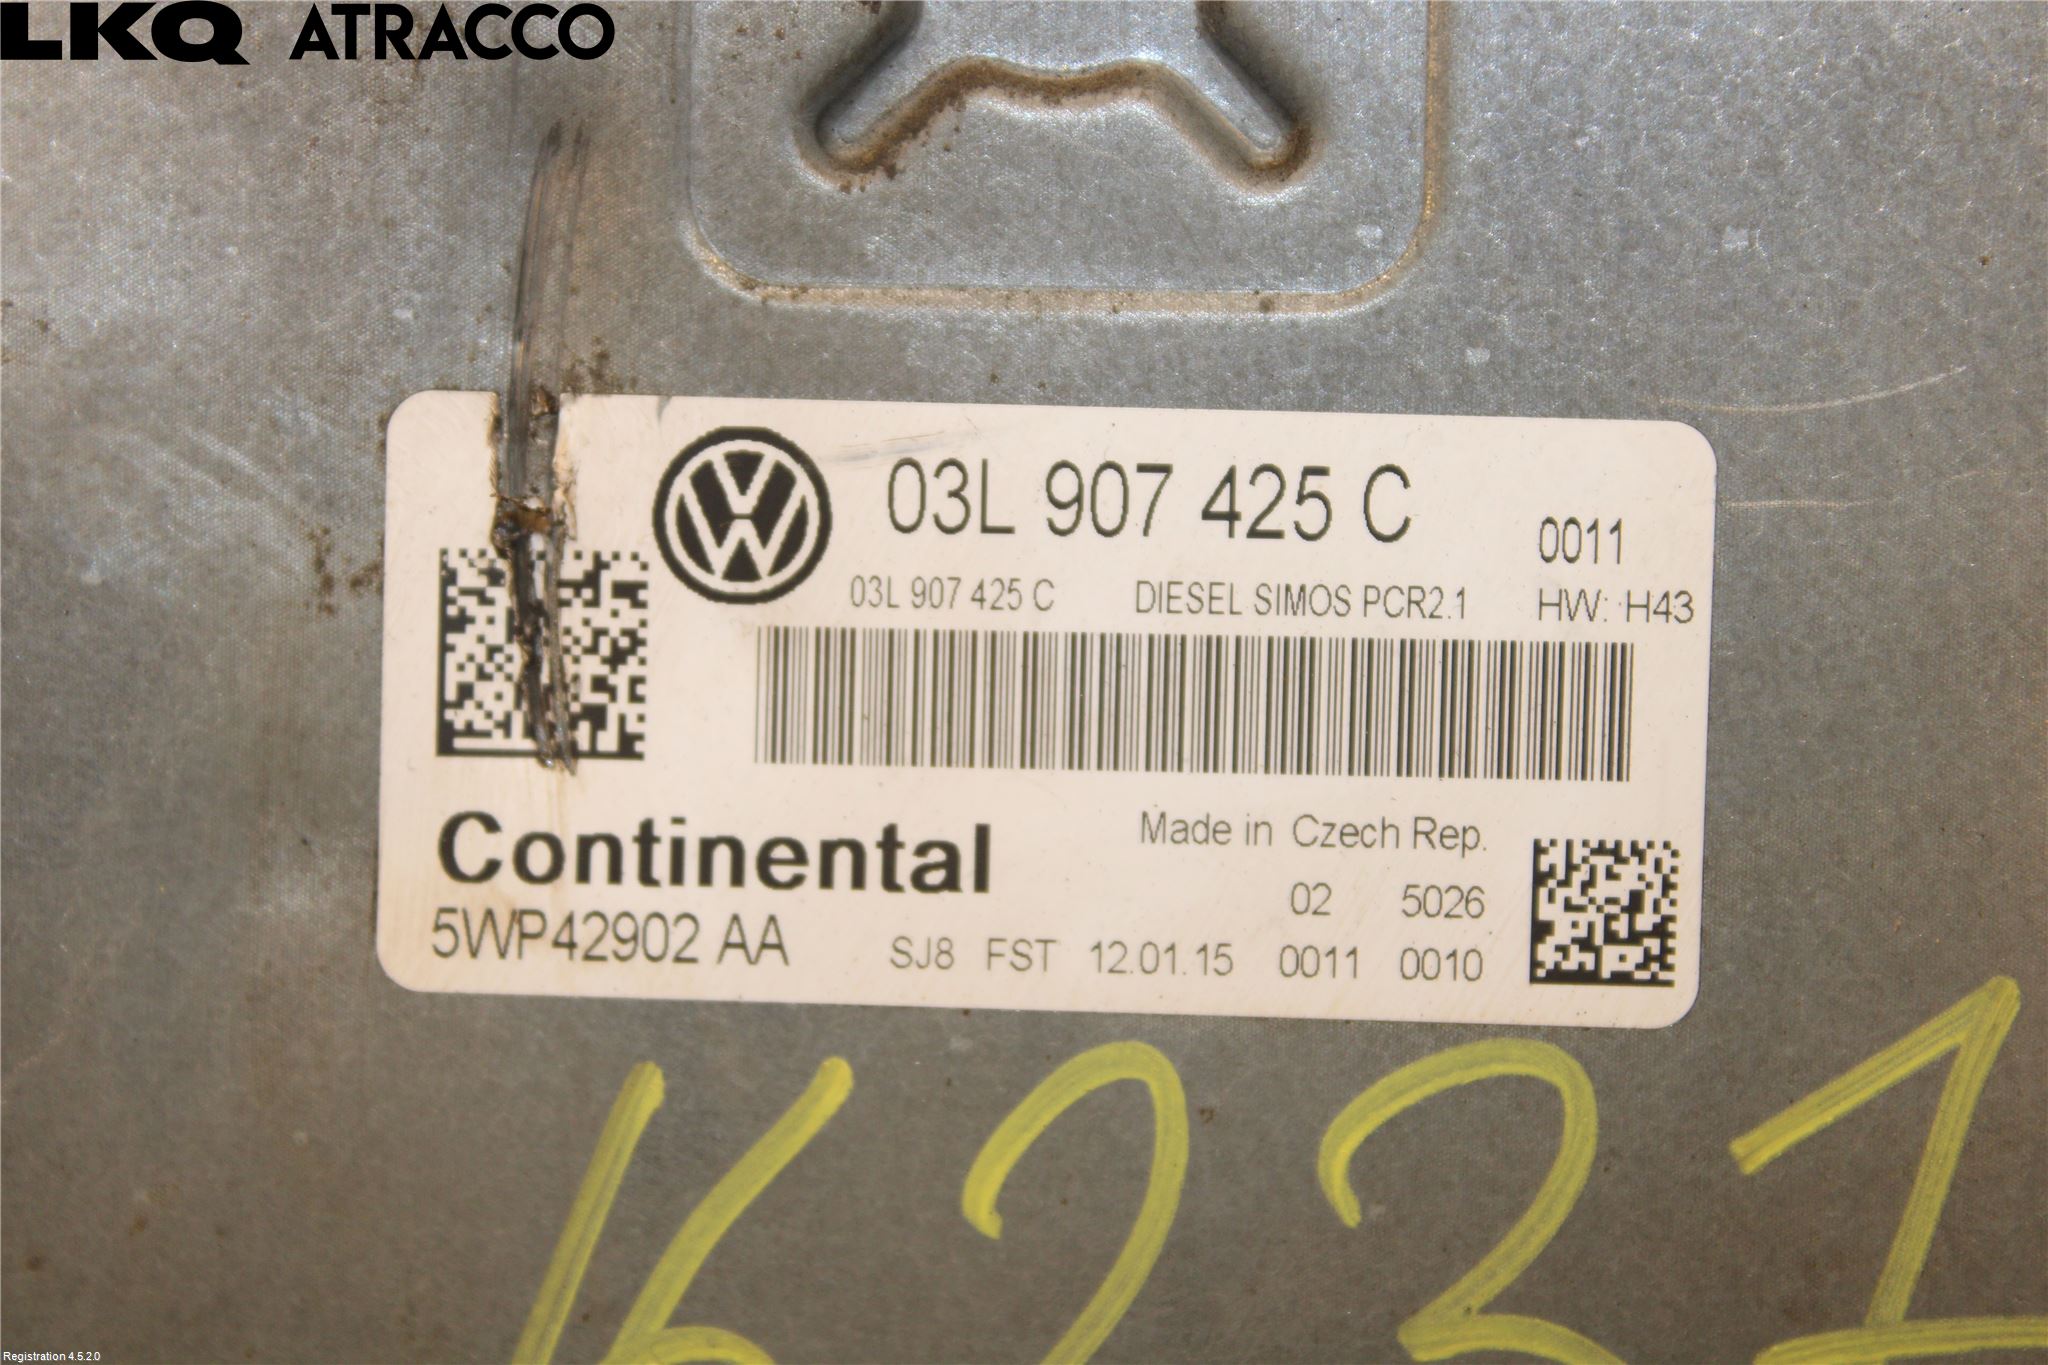 LKQ ATRACCO
03L 907 425 C
0011
03L 907 425 C DIESEL SIMOS PCR2.1 HW: H43
Continental
Made in Czech Rep.
02 5026
5WP42902 AA SJ8 FST 12.01.15 0011 0010
Registration 4.5.2.0